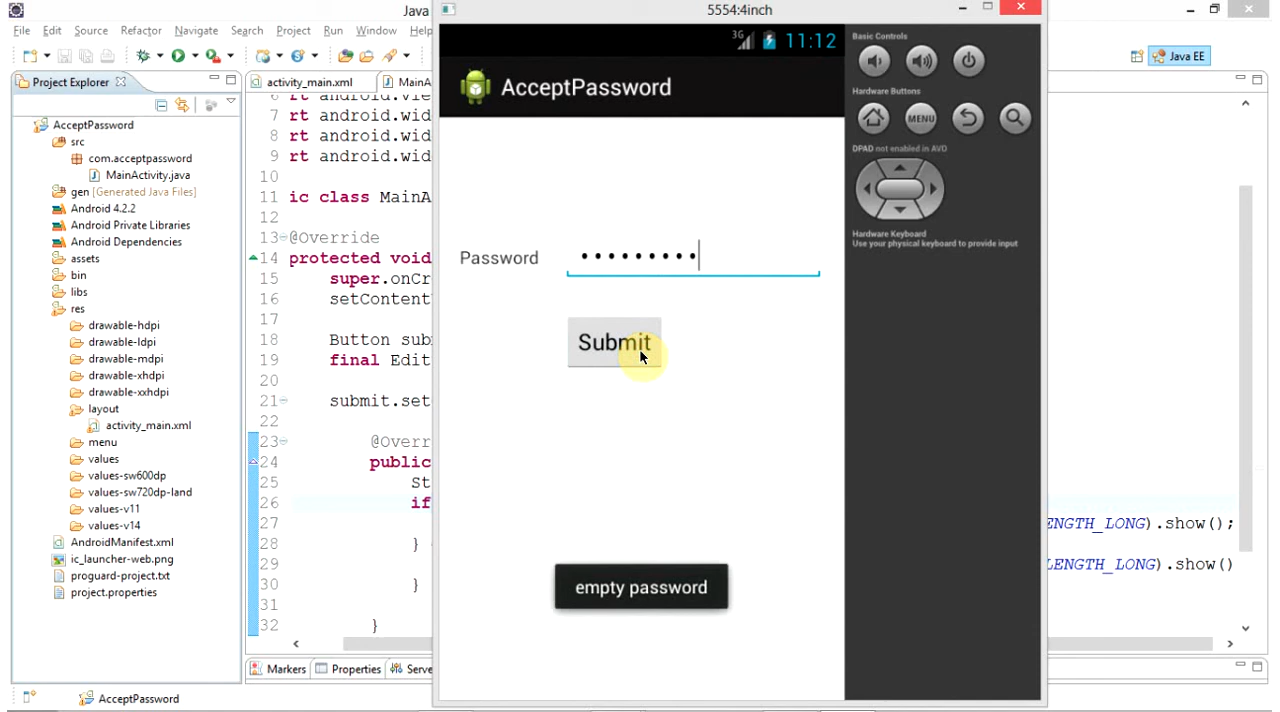 Java
5554:4inch
File Edit Source Refactor Navigate Search Project Run Window Help
Java EE
Project Explorer
activity_main.xml
MainA
AcceptPassword
src
com.acceptpassword
MainActivity.java
gen [Generated Java Files]
Android 4.2.2
Android Private Libraries
Android Dependencies
assets
bin
libs
res
drawable-hdpi
drawable-ldpi
drawable-mdpi
drawable-xhdpi
drawable-xxhdpi
layout
activity_main.xml
menu
values
values-sw600dp
values-sw720dp-land
values-v11
values-v14
AndroidManifest.xml
ic_launcher-web.png
proguard-project.txt
project.properties
6 rt android.vie
7 rt android.wid
8 rt android.wid
9 rt android.wid
10
11 ic class MainA
12
13 @Override
14 protected void
15 super.onCr
16 setContent
17
18 Button sub
19 final Edit
20
21 submit.set
22
23 @Overr
24 public
25 St
26 if
27
28 }
29
30 }
31
32 }
ENGTH_LONG).show();
LENGTH_LONG).show()
3G 11:12
AcceptPassword
Password •••••••••
Submit
empty password
Basic Controls
Hardware Buttons
MENU
DPAD not enabled in AVD
Hardware Keyboard
Use your physical keyboard to provide input
Markers Properties Serve
AcceptPassword